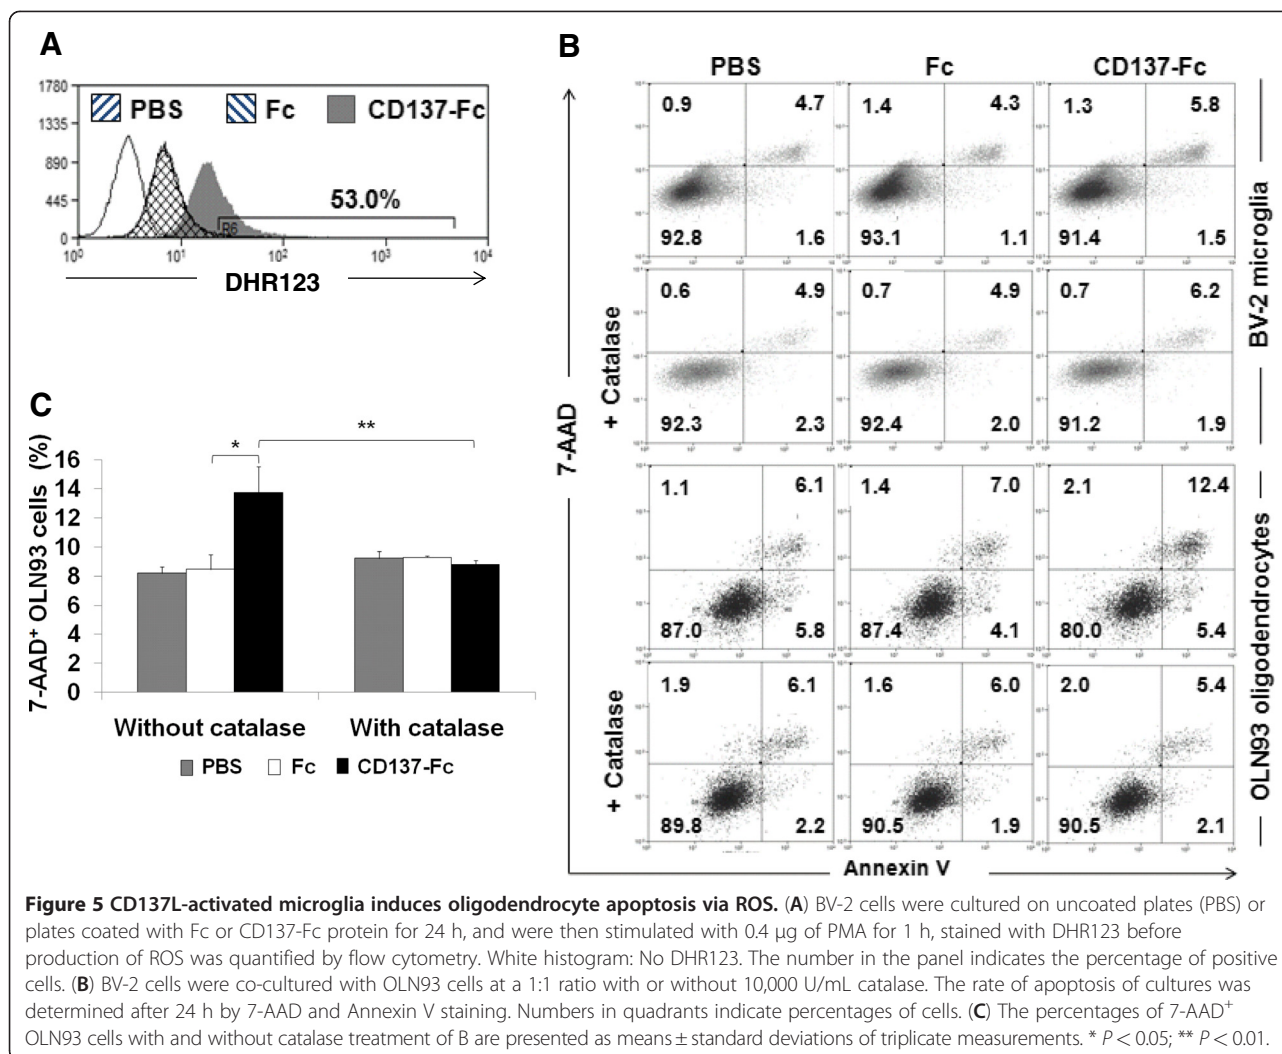 A
1780
1335
890
445
0
PBS
Fc
CD137-Fc
53.0%
R6
10⁰ 10¹ 10² 10³ 10⁴
DHR123
B
PBS Fc CD137-Fc
0.9 4.7 1.4 4.3 1.3 5.8
92.8 1.6 93.1 1.1 91.4 1.5
0.6 4.9 0.7 4.9 0.7 6.2
92.3 2.3 92.4 2.0 91.2 1.9
1.1 6.1 1.4 7.0 2.1 12.4
87.0 5.8 87.4 4.1 80.0 5.4
1.9 6.1 1.6 6.0 2.0 5.4
89.8 2.2 90.5 1.9 90.5 2.1
7-AAD
+ Catalase
+ Catalase
BV-2 microglia
OLN93 oligodendrocytes
Annexin V
C
7-AAD⁺ OLN93 cells (%)
16
14
12
10
8
6
4
2
0
*
**
Without catalase With catalase
PBS Fc CD137-Fc
Figure 5 CD137L-activated microglia induces oligodendrocyte apoptosis via ROS. (A) BV-2 cells were cultured on uncoated plates (PBS) or
plates coated with Fc or CD137-Fc protein for 24 h, and were then stimulated with 0.4 μg of PMA for 1 h, stained with DHR123 before
production of ROS was quantified by flow cytometry. White histogram: No DHR123. The number in the panel indicates the percentage of positive
cells. (B) BV-2 cells were co-cultured with OLN93 cells at a 1:1 ratio with or without 10,000 U/mL catalase. The rate of apoptosis of cultures was
determined after 24 h by 7-AAD and Annexin V staining. Numbers in quadrants indicate percentages of cells. (C) The percentages of 7-AAD⁺
OLN93 cells with and without catalase treatment of B are presented as means ± standard deviations of triplicate measurements. * P < 0.05; ** P < 0.01.